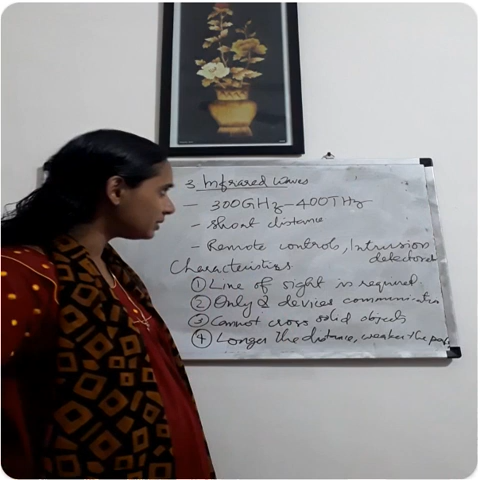 3 Infrared waves
- 300GHz-400THz
- Short distance
- Remote controls, Intrusion
detectors
Characteristics
① Line of sight is required.
② Only 2 devices communication
③ Cannot cross solid objects
④ Longer the distance, weaker the